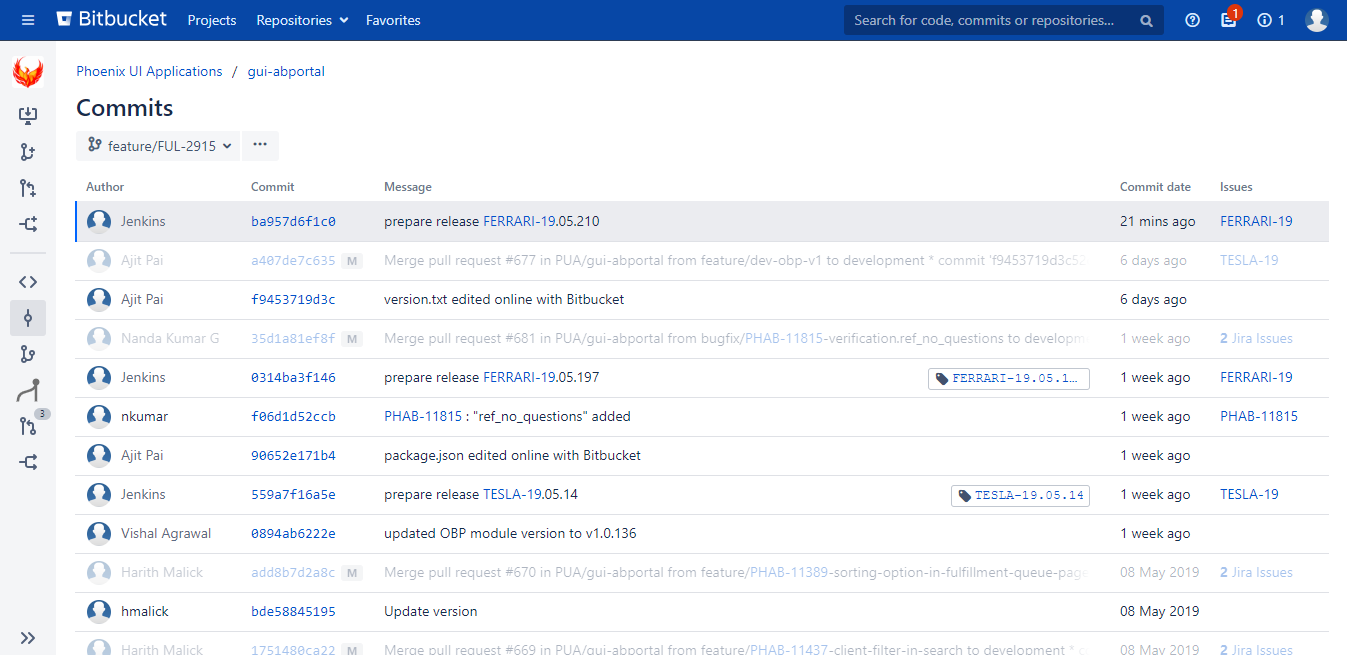 Bitbucket Projects Repositories Favorites Search for code, commits or repositories... 1 1
Phoenix UI Applications / gui-abportal
Commits
feature/FUL-2915 ...
Author Commit Message Commit date Issues
Jenkins ba957d6f1c0 prepare release FERRARI-19.05.210 21 mins ago FERRARI-19
Ajit Pai a407de7c635 M Merge pull request #677 in PUA/gui-abportal from feature/dev-obp-v1 to development * commit 'f9453719d3c52 6 days ago TESLA-19
Ajit Pai f9453719d3c version.txt edited online with Bitbucket 6 days ago
Nanda Kumar G 35d1a81ef8f M Merge pull request #681 in PUA/gui-abportal from bugfix/PHAB-11815-verification.ref_no_questions to developm 1 week ago 2 Jira Issues
Jenkins 0314ba3f146 prepare release FERRARI-19.05.197 FERRARI-19.05.1... 1 week ago FERRARI-19
nkumar f06d1d52ccb PHAB-11815 : "ref_no_questions" added 1 week ago PHAB-11815
3
Ajit Pai 90652e171b4 package.json edited online with Bitbucket 1 week ago
Jenkins 559a7f16a5e prepare release TESLA-19.05.14 TESLA-19.05.14 1 week ago TESLA-19
Vishal Agrawal 0894ab6222e updated OBP module version to v1.0.136 1 week ago
Harith Malick add8b7d2a8c M Merge pull request #670 in PUA/gui-abportal from feature/PHAB-11389-sorting-option-in-fulfillment-queue-page 08 May 2019 2 Jira Issues
hmalick bde58845195 Update version 08 May 2019
Harith Malick 1751480ca22 M Merge pull request #669 in PUA/gui-abportal from feature/PHAB-11437-client-filter-in-search to development * c 08 May 2019 2 Jira Issues